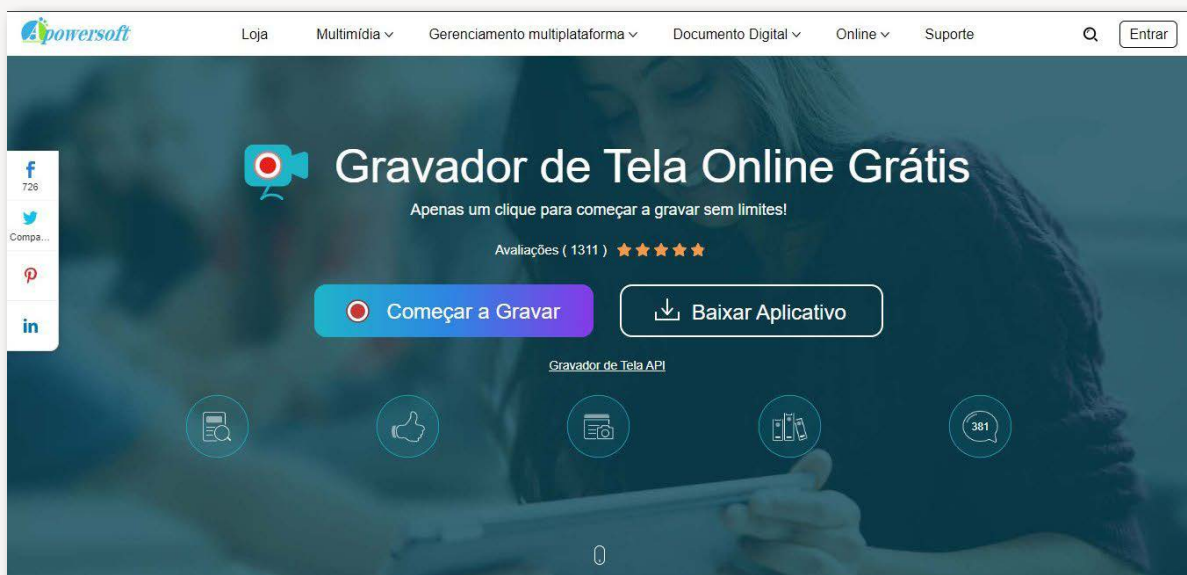 Apowersoft
Loja Multimídia Gerenciamento multiplataforma Documento Digital Online Suporte Entrar
726
Compa...
in
Gravador de Tela Online Grátis
Apenas um clique para começar a gravar sem limites!
Avaliações ( 1311 )
Começar a Gravar
Baixar Aplicativo
Gravador de Tela API
381